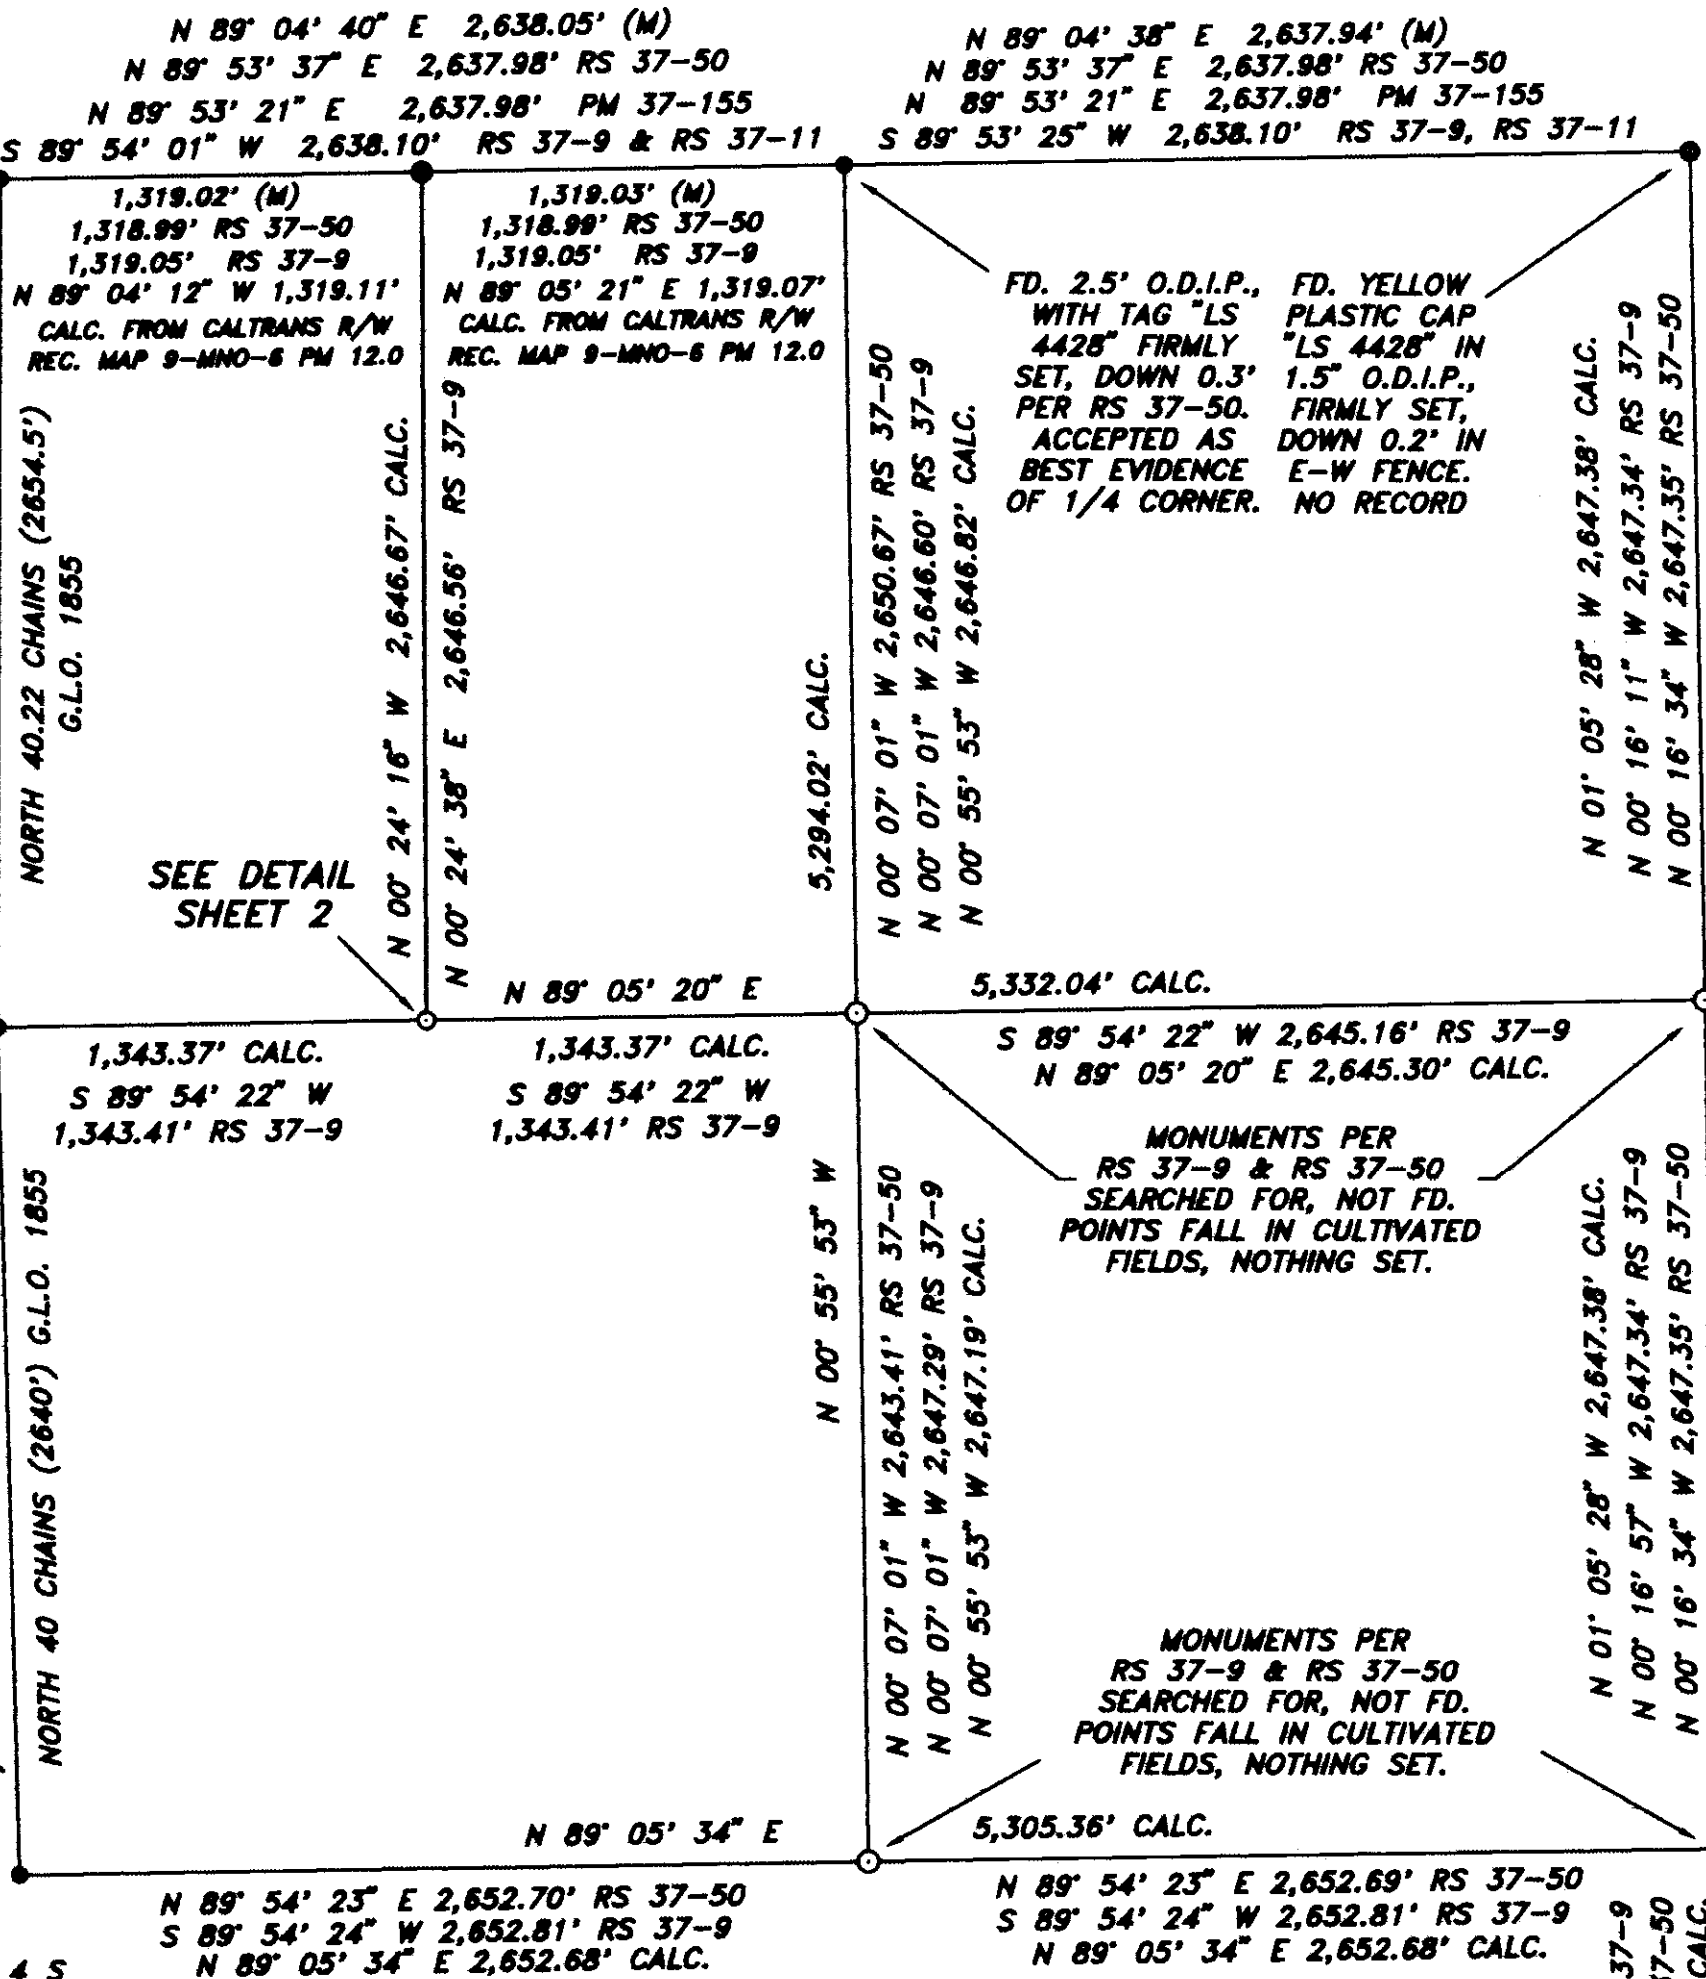 N 89° 04' 40" E 2,638.05' (M)
N 89° 53' 37" E 2,637.98' RS 37-50
N 89° 53' 21" E 2,637.98' PM 37-155
S 89° 54' 01" W 2,638.10' RS 37-9 & RS 37-11
N 89° 04' 38" E 2,637.94' (M)
N 89° 53' 37" E 2,637.98' RS 37-50
N 89° 53' 21" E 2,637.98' PM 37-155
S 89° 53' 25" W 2,638.10' RS 37-9, RS 37-11
1,319.02' (M)
1,318.99' RS 37-50
1,319.05' RS 37-9
N 89° 04' 12" W 1,319.11'
CALC. FROM CALTRANS R/W
REC. MAP 9-MNO-6 PM 12.0
1,319.03' (M)
1,318.99' RS 37-50
1,319.05' RS 37-9
N 89° 05' 21" E 1,319.07'
CALC. FROM CALTRANS R/W
REC. MAP 9-MNO-6 PM 12.0
FD. 2.5' O.D.I.P.,
WITH TAG "LS
4428" FIRMLY
SET, DOWN 0.3'
PER RS 37-50.
ACCEPTED AS
BEST EVIDENCE
OF 1/4 CORNER.
FD. YELLOW
PLASTIC CAP
"LS 4428" IN
1.5" O.D.I.P.,
FIRMLY SET,
DOWN 0.2' IN
E-W FENCE.
NO RECORD
NORTH 40.22 CHAINS (2654.5')
G.L.O. 1855
N 00° 24' 16" W 2,646.67' CALC.
N 00° 24' 38" E 2,646.56' RS 37-9
5,294.02' CALC.
N 00° 07' 01" W 2,650.67' RS 37-50
N 00° 07' 01" W 2,646.60' RS 37-9
N 00° 55' 53" W 2,646.82' CALC.
N 01° 05' 28" W 2,647.38' CALC.
N 00° 16' 11" W 2,647.34' RS 37-9
N 00° 16' 34" W 2,647.35' RS 37-50
SEE DETAIL
SHEET 2
N 89° 05' 20" E
5,332.04' CALC.
1,343.37' CALC.
S 89° 54' 22" W
1,343.41' RS 37-9
1,343.37' CALC.
S 89° 54' 22" W
1,343.41' RS 37-9
S 89° 54' 22" W 2,645.16' RS 37-9
N 89° 05' 20" E 2,645.30' CALC.
MONUMENTS PER
RS 37-9 & RS 37-50
SEARCHED FOR, NOT FD.
POINTS FALL IN CULTIVATED
FIELDS, NOTHING SET.
NORTH 40 CHAINS (2640') G.L.O. 1855
N 00° 55' 53" W
N 00° 07' 01" W 2,643.41' RS 37-50
N 00° 07' 01" W 2,647.29' RS 37-9
N 00° 55' 53" W 2,647.19' CALC.
N 01° 05' 28" W 2,647.38' CALC.
N 00° 16' 57" W 2,647.34' RS 37-9
N 00° 16' 34" W 2,647.35' RS 37-50
MONUMENTS PER
RS 37-9 & RS 37-50
SEARCHED FOR, NOT FD.
POINTS FALL IN CULTIVATED
FIELDS, NOTHING SET.
N 89° 05' 34" E
5,305.36' CALC.
N 89° 54' 23" E 2,652.70' RS 37-50
S 89° 54' 24" W 2,652.81' RS 37-9
N 89° 05' 34" E 2,652.68' CALC.
N 89° 54' 23" E 2,652.69' RS 37-50
S 89° 54' 24" W 2,652.81' RS 37-9
N 89° 05' 34" E 2,652.68' CALC.
4 S
37-9
37-50
CALC.